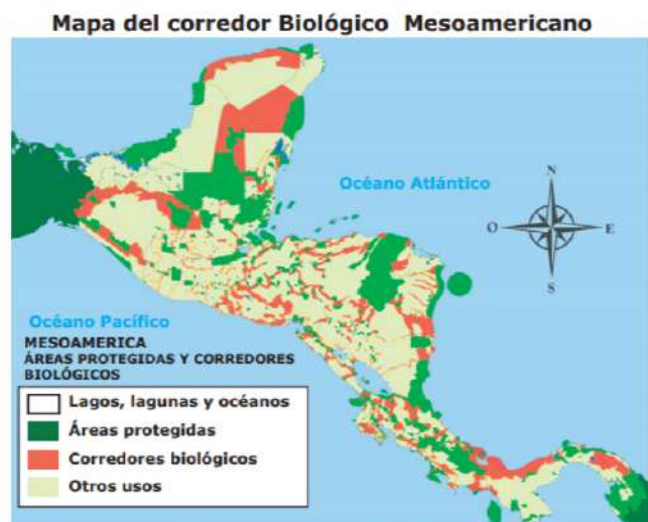 Mapa del corredor Biológico Mesoamericano
Océano Atlántico
N
O
E
S
Océano Pacífico
MESOAMERICA
ÁREAS PROTEGIDAS Y CORREDORES
BIOLÓGICOS
Lagos, lagunas y océanos
Áreas protegidas
Corredores biológicos
Otros usos